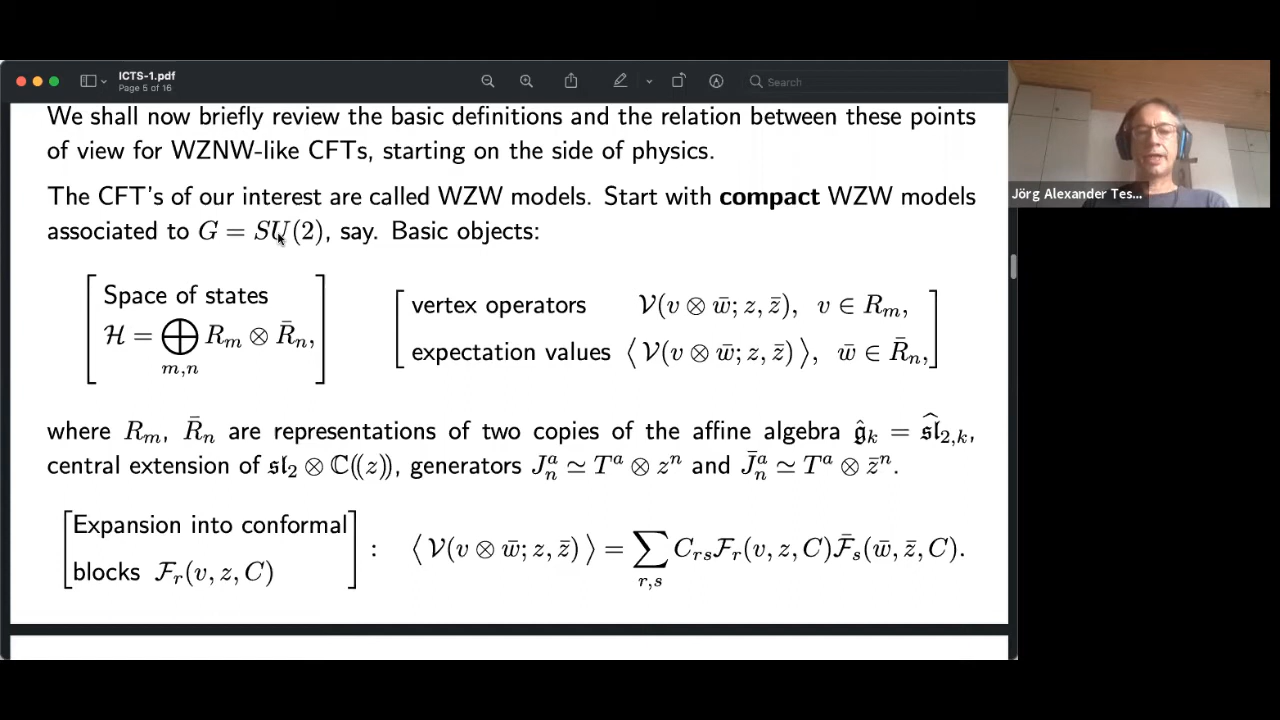 ICTS-1.pdf
Page 5 of 16
Search
We shall now briefly review the basic definitions and the relation between these points
of view for WZNW-like CFTs, starting on the side of physics.
The CFT's of our interest are called WZW models. Start with compact WZW models
associated to G = SU(2), say. Basic objects:
Space of states
H = ⨁_{m,n} R_m ⊗ R̄_n,
vertex operators V(v ⊗ w̄; z, z̄), v ∈ R_m,
expectation values ⟨ V(v ⊗ w̄; z, z̄) ⟩, w̄ ∈ R̄_n,
where R_m, R̄_n are representations of two copies of the affine algebra 𝔤̂_k = 𝔰𝔩̂_{2,k},
central extension of 𝔰𝔩_2 ⊗ ℂ((z)), generators J^a_n ≃ T^a ⊗ z^n and J̄^a_n ≃ T^a ⊗ z̄^n.
Expansion into conformal
blocks F_r(v, z, C)
: ⟨ V(v ⊗ w̄; z, z̄) ⟩ = ∑_{r,s} C_{rs} F_r(v, z, C) F̄_s(w̄, z̄, C).
Jörg Alexander Tes...